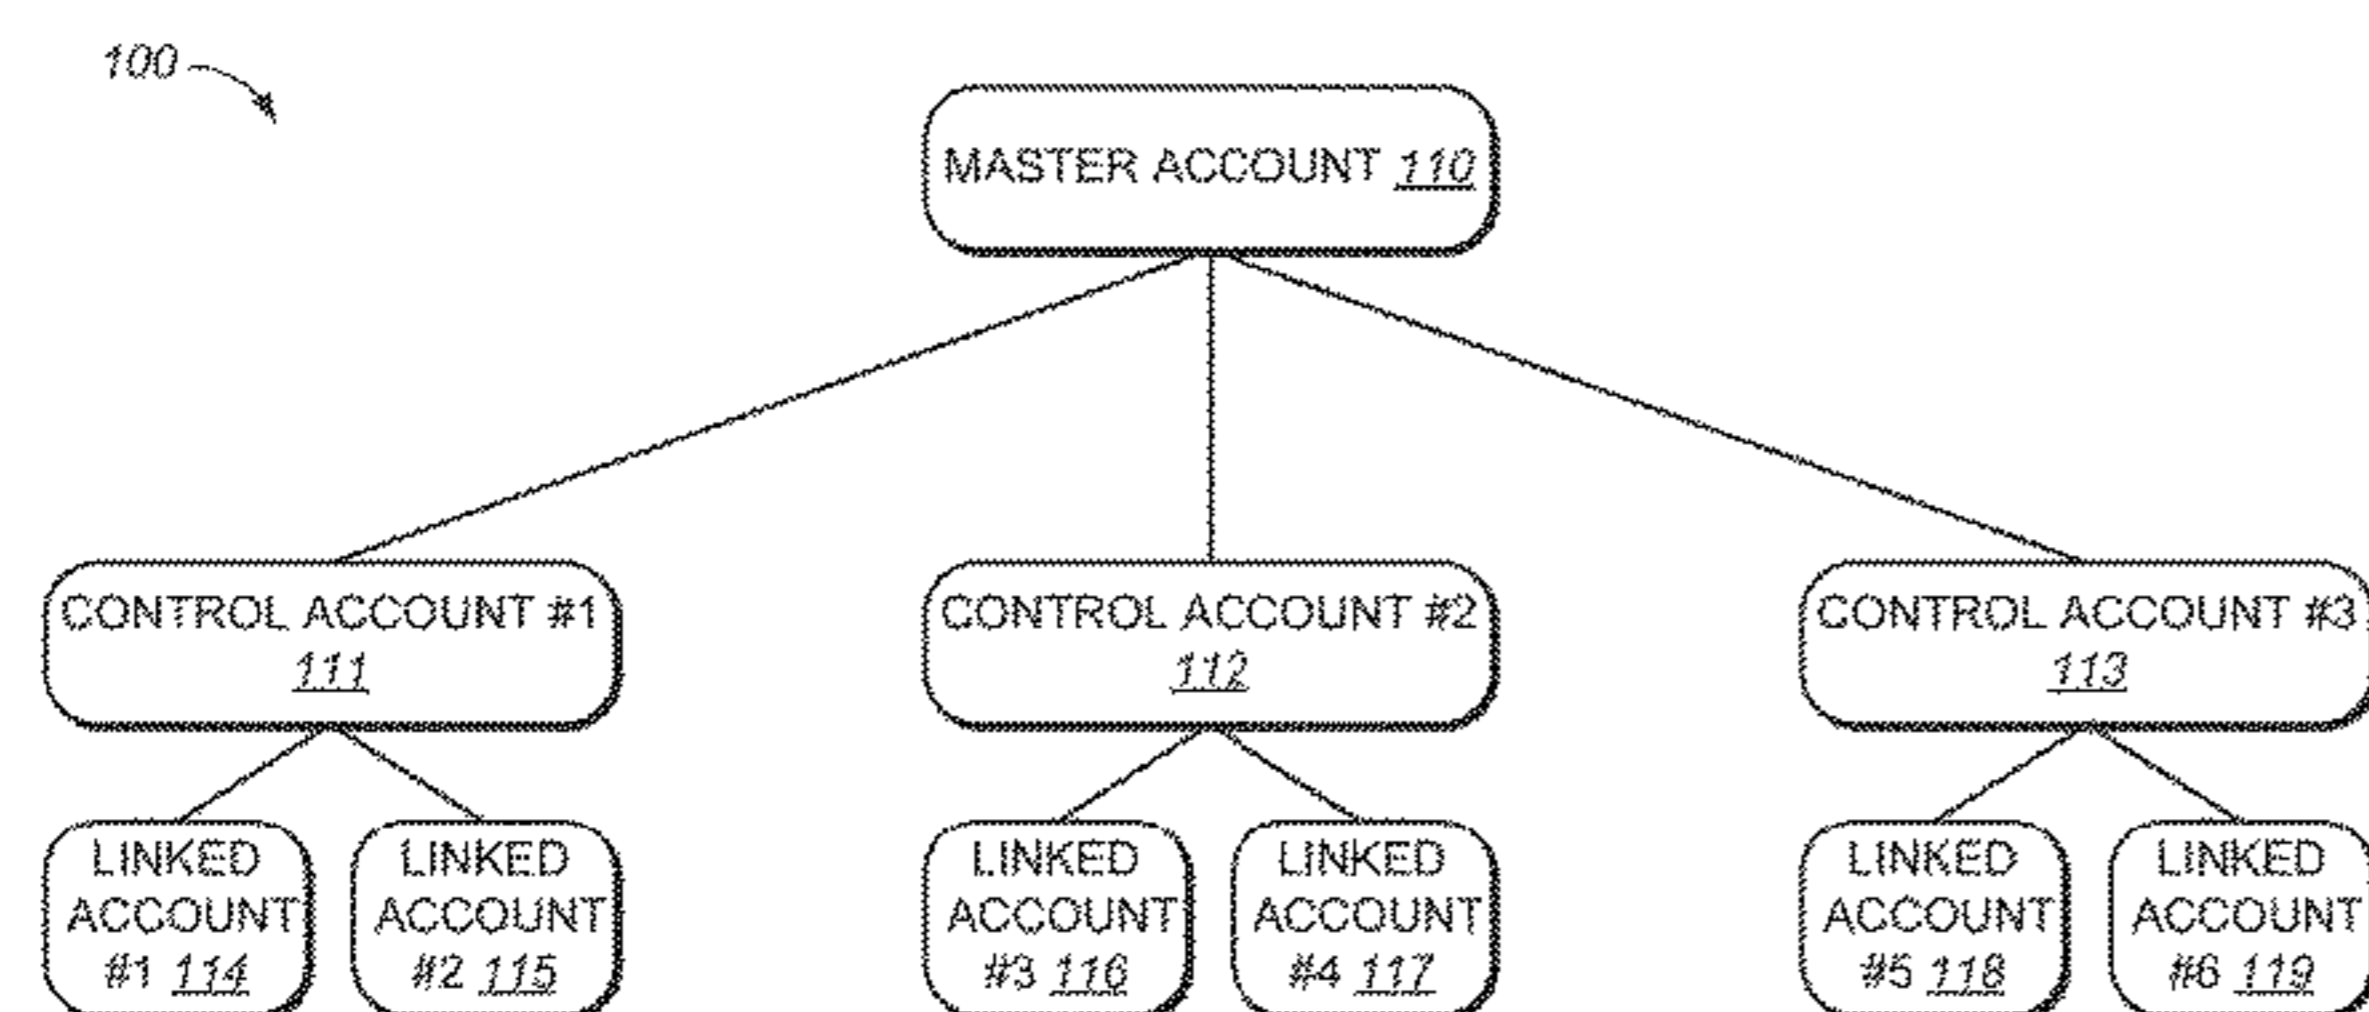 100
MASTER ACCOUNT 110
CONTROL ACCOUNT #1
111
CONTROL ACCOUNT #2
112
CONTROL ACCOUNT #3
113
LINKED
ACCOUNT
#1 114
LINKED
ACCOUNT
#2 115
LINKED
ACCOUNT
#3 116
LINKED
ACCOUNT
#4 117
LINKED
ACCOUNT
#5 118
LINKED
ACCOUNT
#6 119